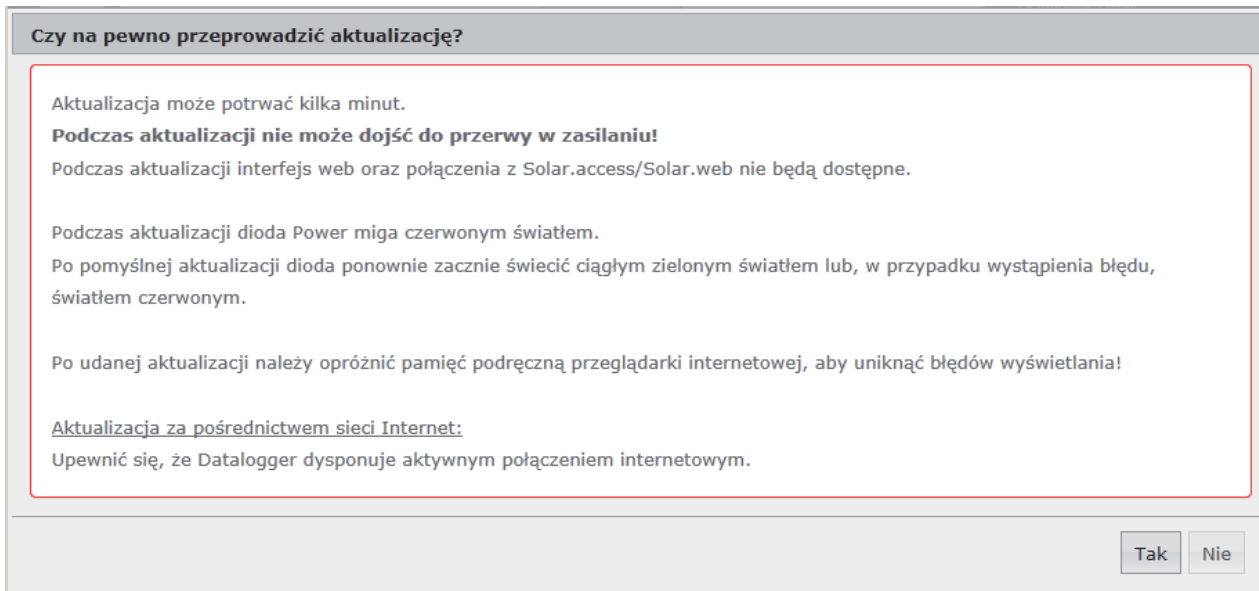 Czy na pewno przeprowadzić aktualizację?
Aktualizacja może potrwać kilka minut.
Podczas aktualizacji nie może dojść do przerwy w zasilaniu!
Podczas aktualizacji interfejs web oraz połączenia z Solar.access/Solar.web nie będą dostępne.
Podczas aktualizacji dioda Power miga czerwonym światłem.
Po pomyślnej aktualizacji dioda ponownie zacznie świecić ciągłym zielonym światłem lub, w przypadku wystąpienia błędu,
światłem czerwonym.
Po udanej aktualizacji należy opróżnić pamięć podręczną przeglądarki internetowej, aby uniknąć błędów wyświetlania!
Aktualizacja za pośrednictwem sieci Internet:
Upewnić się, że Datalogger dysponuje aktywnym połączeniem internetowym.
Tak Nie